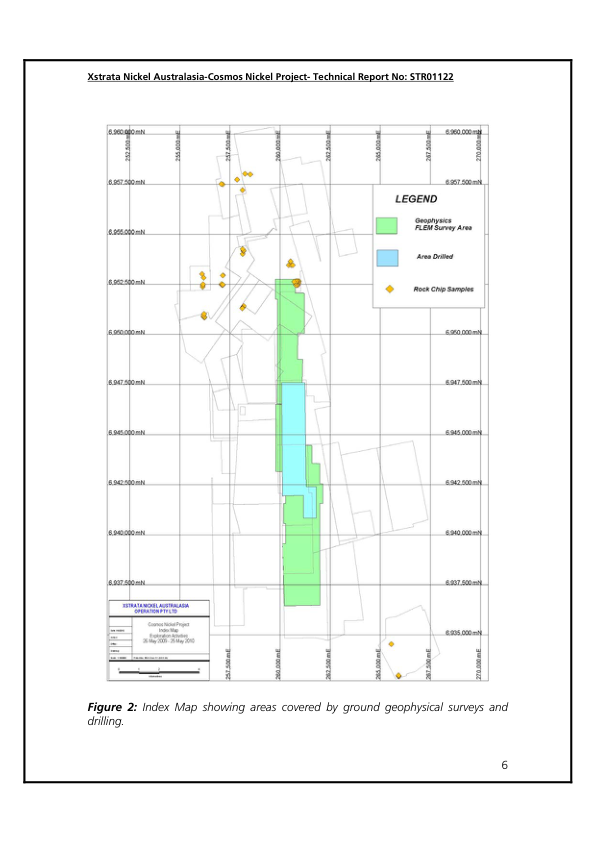 Xstrata Nickel Australasia-Cosmos Nickel Project- Technical Report No: STR01122
6,960,000 mN
6,960,000 mN
252,500 mE
255,000 mE
257,500 mE
260,000 mE
262,500 mE
265,000 mE
267,500 mE
270,000 mE
6,957,500 mN
6,957,500 mN
LEGEND
Geophysics
FLEM Survey Area
6,955,000 mN
Area Drilled
6,952,500 mN
Rock Chip Samples
6,950,000 mN
6,950,000 mN
6,947,500 mN
6,947,500 mN
6,945,000 mN
6,945,000 mN
6,942,500 mN
6,942,500 mN
6,940,000 mN
6,940,000 mN
6,937,500 mN
6,937,500 mN
XSTRATA NICKEL AUSTRALASIA
OPERATION PTY LTD
Cosmos Nickel Project
Index Map
Exploration Activities
6,935,000 mN
257,500 mE
260,000 mE
262,500 mE
265,000 mE
267,500 mE
270,000 mE
Figure 2: Index Map showing areas covered by ground geophysical surveys and
drilling.
6